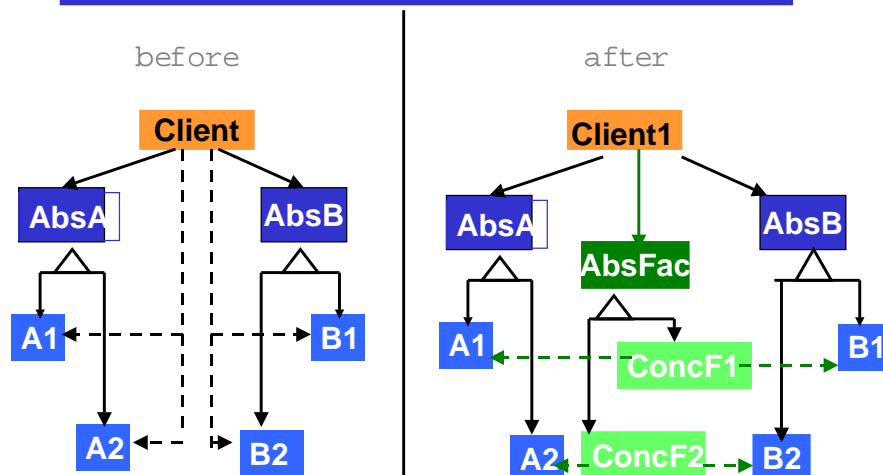 before
after
Client
AbsA
AbsB
A1
B1
A2
B2
Client1
AbsA
AbsB
AbsFac
A1
ConcF1
B1
A2
ConcF2
B2